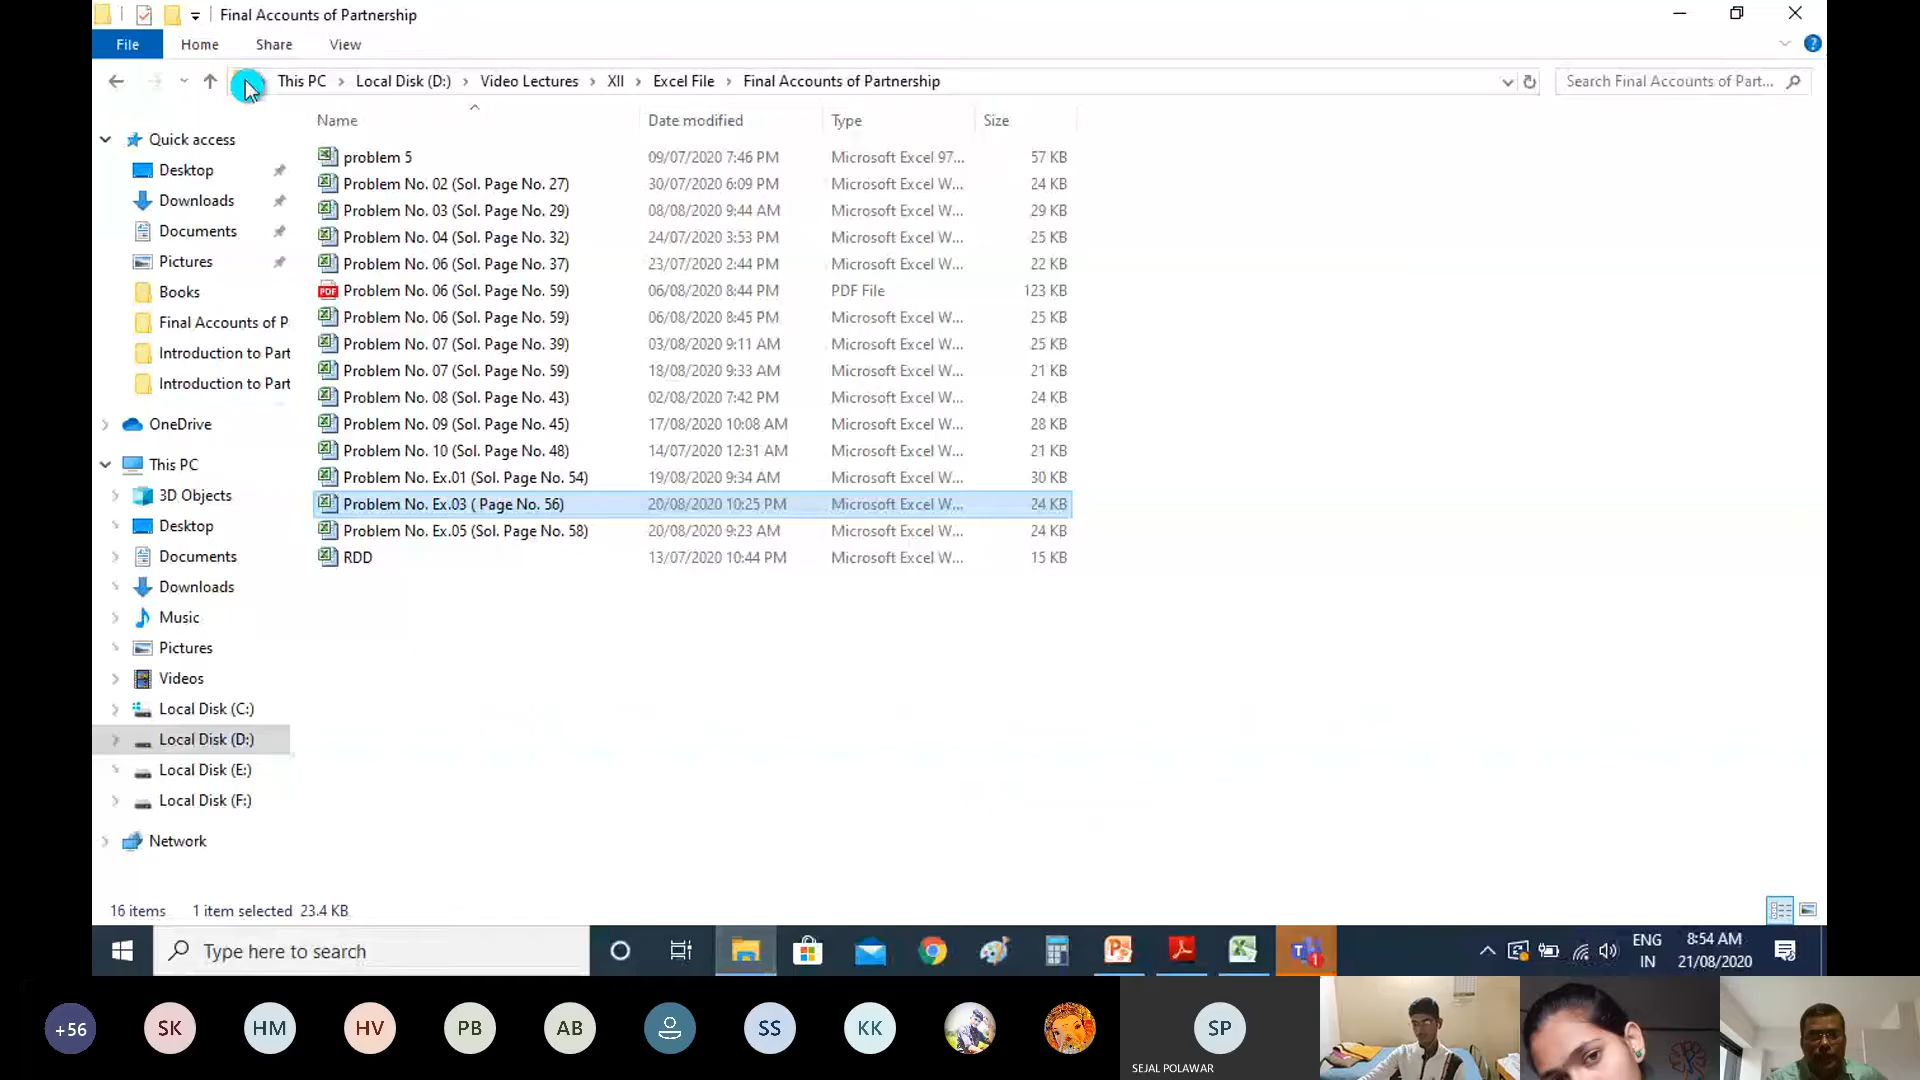 Final Accounts of Partnership
File Home Share View
This PC Local Disk (D:) Video Lectures XII Excel File Final Accounts of Partnership
Search Final Accounts of Part...
Name Date modified Type Size
Quick access
Desktop
Downloads
Documents
Pictures
Books
Final Accounts of P
Introduction to Part
Introduction to Part
OneDrive
This PC
3D Objects
Desktop
Documents
Downloads
Music
Pictures
Videos
Local Disk (C:)
Local Disk (D:)
Local Disk (E:)
Local Disk (F:)
Network
problem 5 09/07/2020 7:46 PM Microsoft Excel 97... 57 KB
Problem No. 02 (Sol. Page No. 27) 30/07/2020 6:09 PM Microsoft Excel W... 24 KB
Problem No. 03 (Sol. Page No. 29) 08/08/2020 9:44 AM Microsoft Excel W... 29 KB
Problem No. 04 (Sol. Page No. 32) 24/07/2020 3:53 PM Microsoft Excel W... 25 KB
Problem No. 06 (Sol. Page No. 37) 23/07/2020 2:44 PM Microsoft Excel W... 22 KB
PDF Problem No. 06 (Sol. Page No. 59) 06/08/2020 8:44 PM PDF File 123 KB
Problem No. 06 (Sol. Page No. 59) 06/08/2020 8:45 PM Microsoft Excel W... 25 KB
Problem No. 07 (Sol. Page No. 39) 03/08/2020 9:11 AM Microsoft Excel W... 25 KB
Problem No. 07 (Sol. Page No. 59) 18/08/2020 9:33 AM Microsoft Excel W... 21 KB
Problem No. 08 (Sol. Page No. 43) 02/08/2020 7:42 PM Microsoft Excel W... 24 KB
Problem No. 09 (Sol. Page No. 45) 17/08/2020 10:08 AM Microsoft Excel W... 28 KB
Problem No. 10 (Sol. Page No. 48) 14/07/2020 12:31 AM Microsoft Excel W... 21 KB
Problem No. Ex.01 (Sol. Page No. 54) 19/08/2020 9:34 AM Microsoft Excel W... 30 KB
Problem No. Ex.03 ( Page No. 56) 20/08/2020 10:25 PM Microsoft Excel W... 24 KB
Problem No. Ex.05 (Sol. Page No. 58) 20/08/2020 9:23 AM Microsoft Excel W... 24 KB
RDD 13/07/2020 10:44 PM Microsoft Excel W... 15 KB
16 items 1 item selected 23.4 KB
Type here to search
ENG
IN
8:54 AM
21/08/2020
+56 SK HM HV PB AB SS KK SP
SEJAL POLAWAR